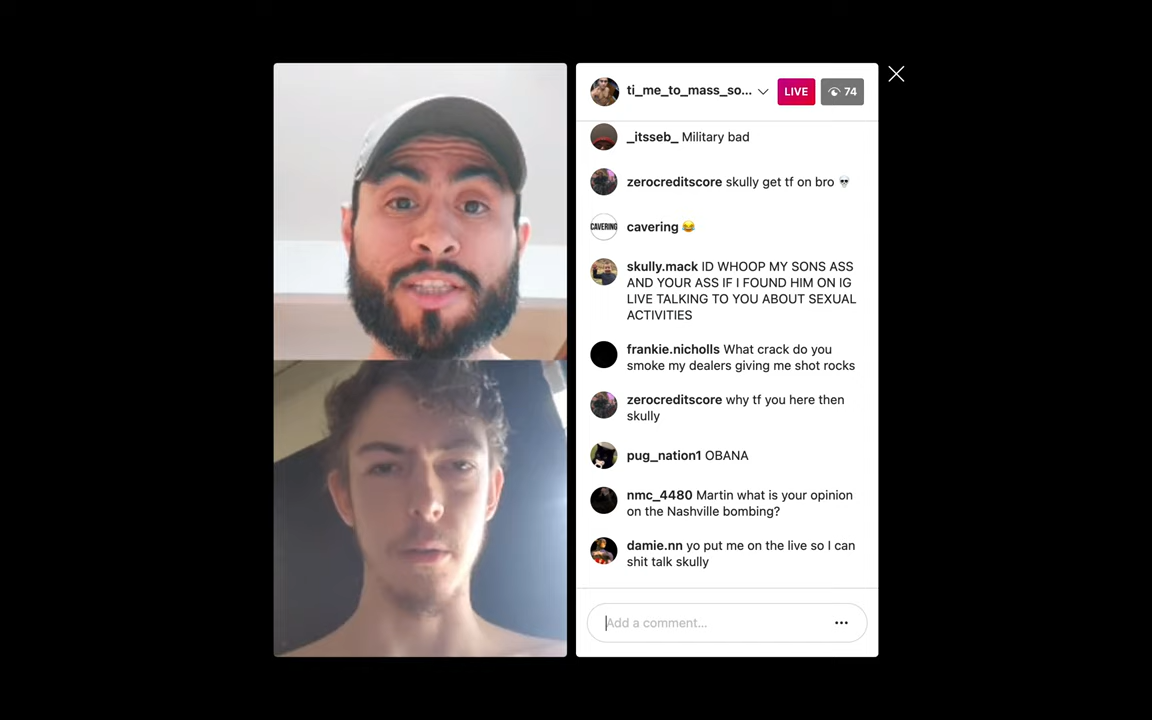 ti_me_to_mass_so...
LIVE
74
_itsseb_ Military bad
zerocreditscore skully get tf on bro 💀
CAVERING
cavering 😂
skully.mack ID WHOOP MY SONS ASS
AND YOUR ASS IF I FOUND HIM ON IG
LIVE TALKING TO YOU ABOUT SEXUAL
ACTIVITIES
frankie.nicholls What crack do you
smoke my dealers giving me shot rocks
zerocreditscore why tf you here then
skully
pug_nation1 OBANA
nmc_4480 Martin what is your opinion
on the Nashville bombing?
damie.nn yo put me on the live so I can
shit talk skully
Add a comment...